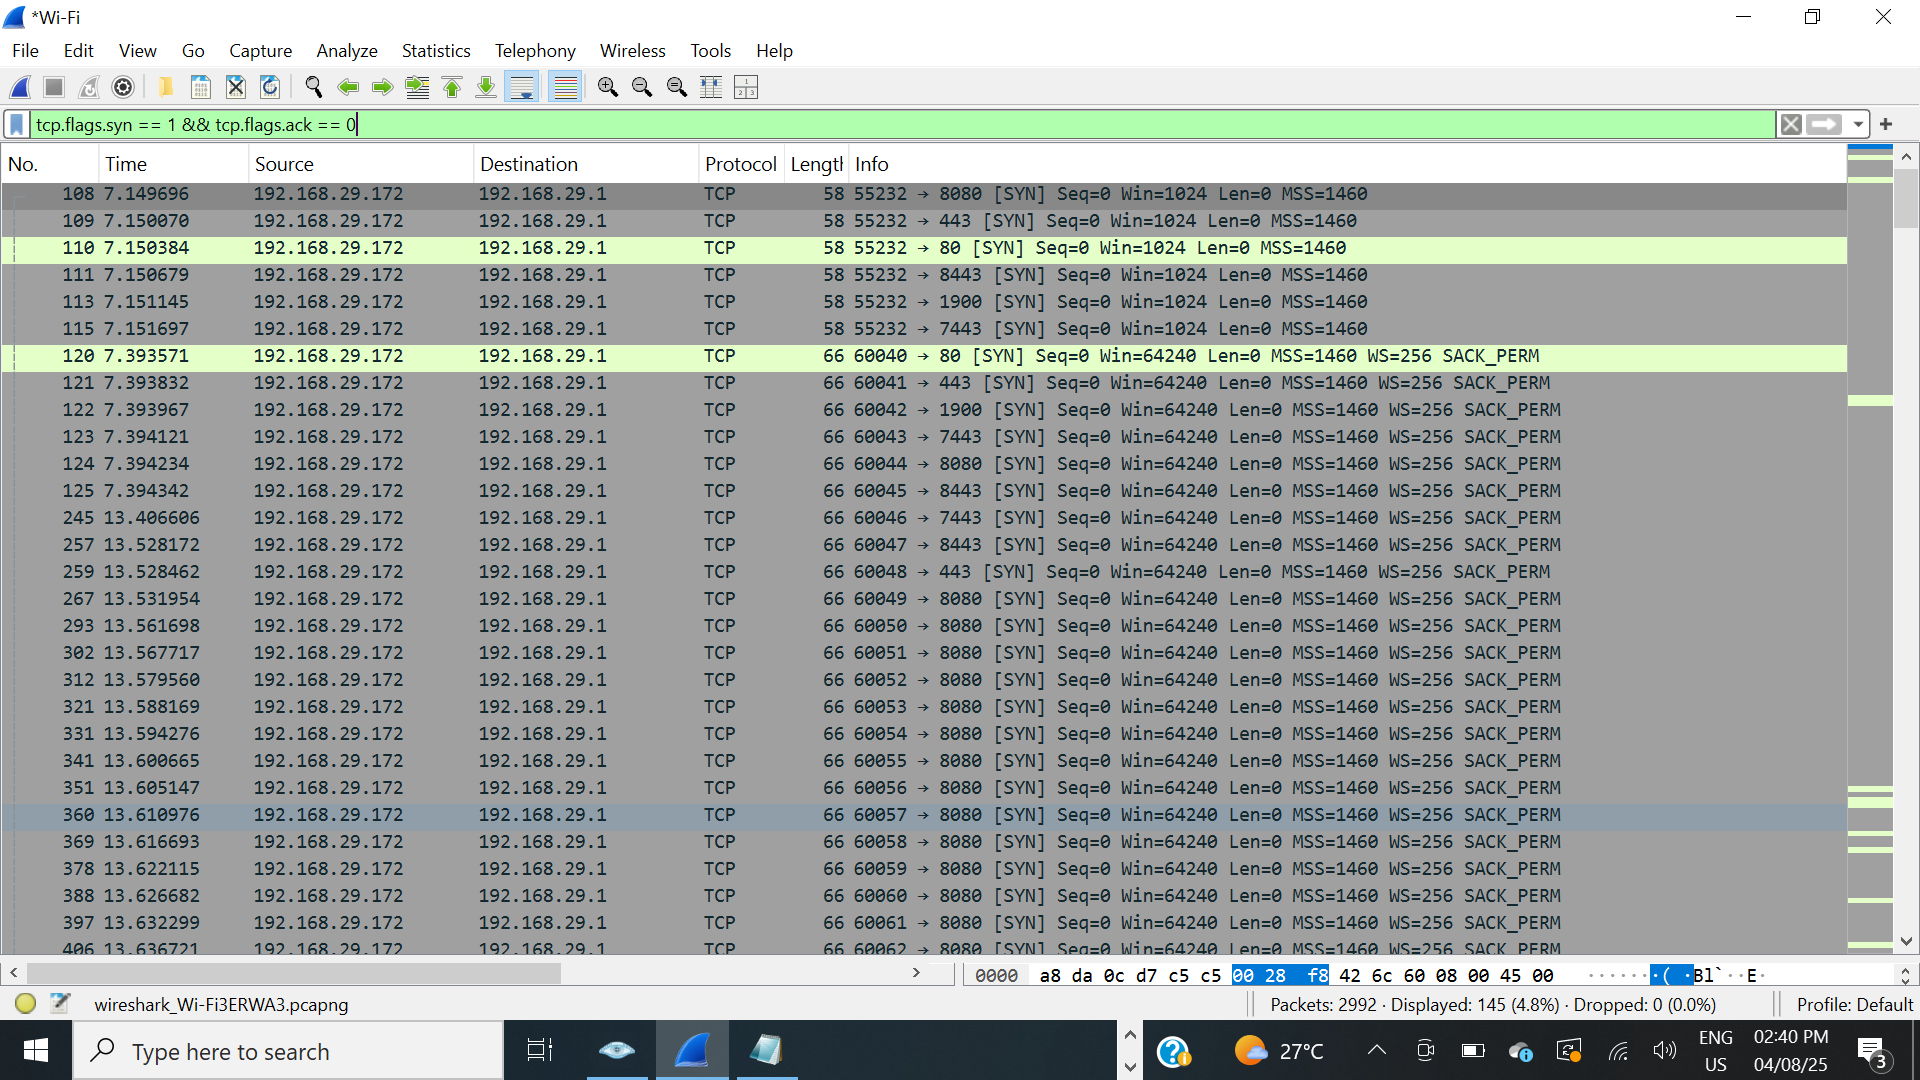 *Wi-Fi
File Edit View Go Capture Analyze Statistics Telephony Wireless Tools Help
tcp.flags.syn == 1 && tcp.flags.ack == 0
No. Time Source Destination Protocol Length Info
108 7.149696 192.168.29.172 192.168.29.1 TCP 58 55232 → 8080 [SYN] Seq=0 Win=1024 Len=0 MSS=1460
109 7.150070 192.168.29.172 192.168.29.1 TCP 58 55232 → 443 [SYN] Seq=0 Win=1024 Len=0 MSS=1460
110 7.150384 192.168.29.172 192.168.29.1 TCP 58 55232 → 80 [SYN] Seq=0 Win=1024 Len=0 MSS=1460
111 7.150679 192.168.29.172 192.168.29.1 TCP 58 55232 → 8443 [SYN] Seq=0 Win=1024 Len=0 MSS=1460
113 7.151145 192.168.29.172 192.168.29.1 TCP 58 55232 → 1900 [SYN] Seq=0 Win=1024 Len=0 MSS=1460
115 7.151697 192.168.29.172 192.168.29.1 TCP 58 55232 → 7443 [SYN] Seq=0 Win=1024 Len=0 MSS=1460
120 7.393571 192.168.29.172 192.168.29.1 TCP 66 60040 → 80 [SYN] Seq=0 Win=64240 Len=0 MSS=1460 WS=256 SACK_PERM
121 7.393832 192.168.29.172 192.168.29.1 TCP 66 60041 → 443 [SYN] Seq=0 Win=64240 Len=0 MSS=1460 WS=256 SACK_PERM
122 7.393967 192.168.29.172 192.168.29.1 TCP 66 60042 → 1900 [SYN] Seq=0 Win=64240 Len=0 MSS=1460 WS=256 SACK_PERM
123 7.394121 192.168.29.172 192.168.29.1 TCP 66 60043 → 7443 [SYN] Seq=0 Win=64240 Len=0 MSS=1460 WS=256 SACK_PERM
124 7.394234 192.168.29.172 192.168.29.1 TCP 66 60044 → 8080 [SYN] Seq=0 Win=64240 Len=0 MSS=1460 WS=256 SACK_PERM
125 7.394342 192.168.29.172 192.168.29.1 TCP 66 60045 → 8443 [SYN] Seq=0 Win=64240 Len=0 MSS=1460 WS=256 SACK_PERM
245 13.406606 192.168.29.172 192.168.29.1 TCP 66 60046 → 7443 [SYN] Seq=0 Win=64240 Len=0 MSS=1460 WS=256 SACK_PERM
257 13.528172 192.168.29.172 192.168.29.1 TCP 66 60047 → 8443 [SYN] Seq=0 Win=64240 Len=0 MSS=1460 WS=256 SACK_PERM
259 13.528462 192.168.29.172 192.168.29.1 TCP 66 60048 → 443 [SYN] Seq=0 Win=64240 Len=0 MSS=1460 WS=256 SACK_PERM
267 13.531954 192.168.29.172 192.168.29.1 TCP 66 60049 → 8080 [SYN] Seq=0 Win=64240 Len=0 MSS=1460 WS=256 SACK_PERM
293 13.561698 192.168.29.172 192.168.29.1 TCP 66 60050 → 8080 [SYN] Seq=0 Win=64240 Len=0 MSS=1460 WS=256 SACK_PERM
302 13.567717 192.168.29.172 192.168.29.1 TCP 66 60051 → 8080 [SYN] Seq=0 Win=64240 Len=0 MSS=1460 WS=256 SACK_PERM
312 13.579560 192.168.29.172 192.168.29.1 TCP 66 60052 → 8080 [SYN] Seq=0 Win=64240 Len=0 MSS=1460 WS=256 SACK_PERM
321 13.588169 192.168.29.172 192.168.29.1 TCP 66 60053 → 8080 [SYN] Seq=0 Win=64240 Len=0 MSS=1460 WS=256 SACK_PERM
331 13.594276 192.168.29.172 192.168.29.1 TCP 66 60054 → 8080 [SYN] Seq=0 Win=64240 Len=0 MSS=1460 WS=256 SACK_PERM
341 13.600665 192.168.29.172 192.168.29.1 TCP 66 60055 → 8080 [SYN] Seq=0 Win=64240 Len=0 MSS=1460 WS=256 SACK_PERM
351 13.605147 192.168.29.172 192.168.29.1 TCP 66 60056 → 8080 [SYN] Seq=0 Win=64240 Len=0 MSS=1460 WS=256 SACK_PERM
360 13.610976 192.168.29.172 192.168.29.1 TCP 66 60057 → 8080 [SYN] Seq=0 Win=64240 Len=0 MSS=1460 WS=256 SACK_PERM
369 13.616693 192.168.29.172 192.168.29.1 TCP 66 60058 → 8080 [SYN] Seq=0 Win=64240 Len=0 MSS=1460 WS=256 SACK_PERM
378 13.622115 192.168.29.172 192.168.29.1 TCP 66 60059 → 8080 [SYN] Seq=0 Win=64240 Len=0 MSS=1460 WS=256 SACK_PERM
388 13.626682 192.168.29.172 192.168.29.1 TCP 66 60060 → 8080 [SYN] Seq=0 Win=64240 Len=0 MSS=1460 WS=256 SACK_PERM
397 13.632299 192.168.29.172 192.168.29.1 TCP 66 60061 → 8080 [SYN] Seq=0 Win=64240 Len=0 MSS=1460 WS=256 SACK_PERM
406 13.636721 192.168.29.172 192.168.29.1 TCP 66 60062 → 8080 [SYN] Seq=0 Win=64240 Len=0 MSS=1460 WS=256 SACK_PERM
0000 a8 da 0c d7 c5 c5 00 28 f8 42 6c 60 08 00 45 00 ·······( ·Bl`··E·
wireshark_Wi-Fi3ERWA3.pcapng Packets: 2992 · Displayed: 145 (4.8%) · Dropped: 0 (0.0%) Profile: Default
Type here to search 27°C ENG US 02:40 PM 04/08/25 3